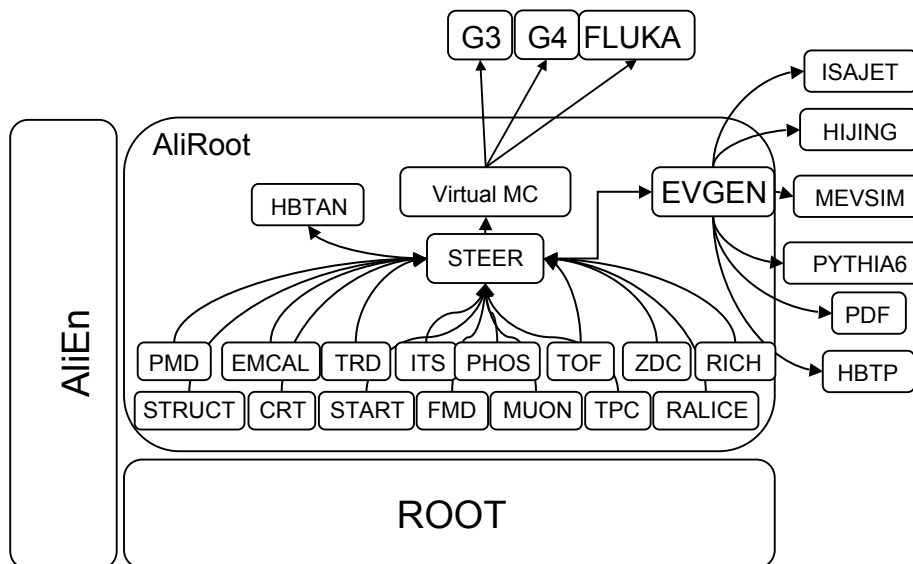 G3 G4 FLUKA
ISAJET
HIJING
AliRoot
Virtual MC
EVGEN
MEVSIM
HBTAN
STEER
PYTHIA6
PDF
AliEn
PMD EMCAL TRD ITS PHOS TOF ZDC RICH
HBTP
STRUCT CRT START FMD MUON TPC RALICE
ROOT